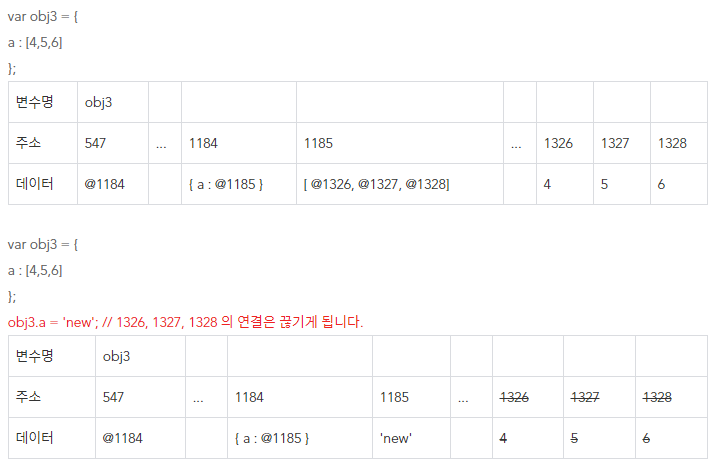 var obj3 = {
a : [4,5,6]
};
변수명 obj3
주소 547 ... 1184 1185 ... 1326 1327 1328
데이터 @1184 { a : @1185 } [ @1326, @1327, @1328] 4 5 6
var obj3 = {
a : [4,5,6]
};
obj3.a = 'new'; // 1326, 1327, 1328 의 연결은 끊기게 됩니다.
변수명 obj3
주소 547 ... 1184 1185 ... 1326 1327 1328
데이터 @1184 { a : @1185 } 'new' 4 5 6